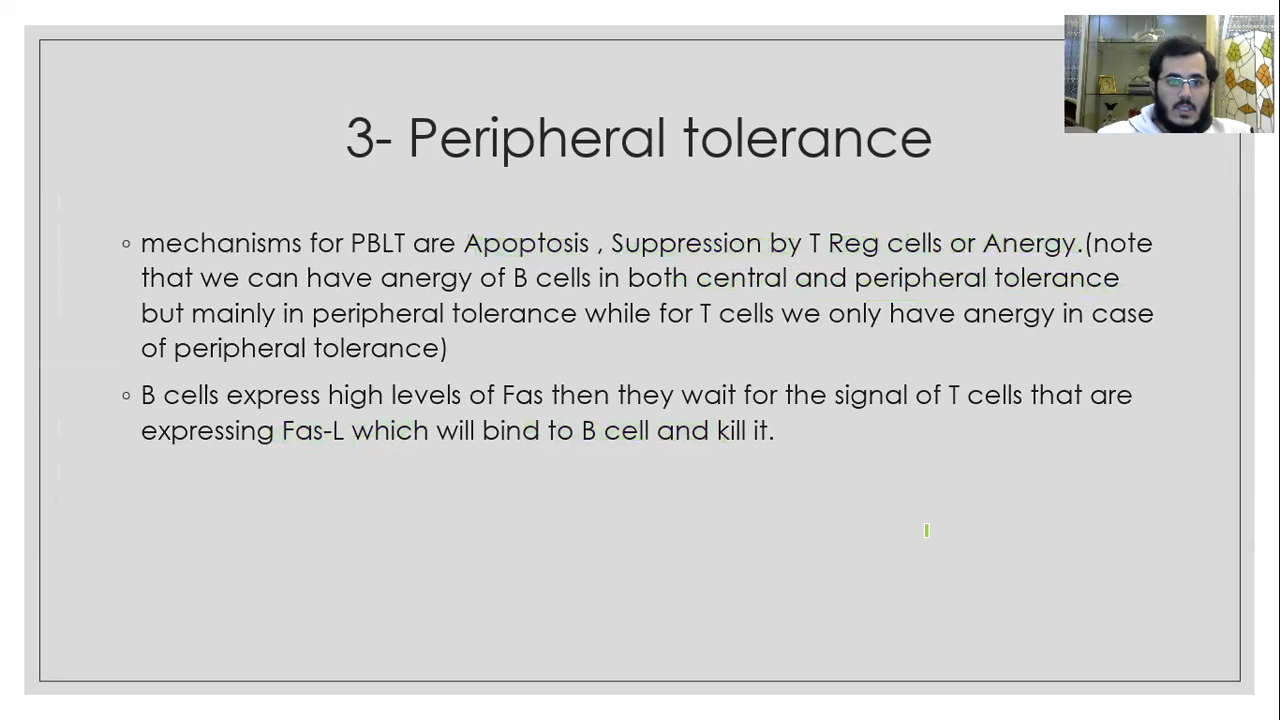 3- Peripheral tolerance
◦ mechanisms for PBLT are Apoptosis , Suppression by T Reg cells or Anergy.(note
that we can have anergy of B cells in both central and peripheral tolerance
but mainly in peripheral tolerance while for T cells we only have anergy in case
of peripheral tolerance)
◦ B cells express high levels of Fas then they wait for the signal of T cells that are
expressing Fas-L which will bind to B cell and kill it.